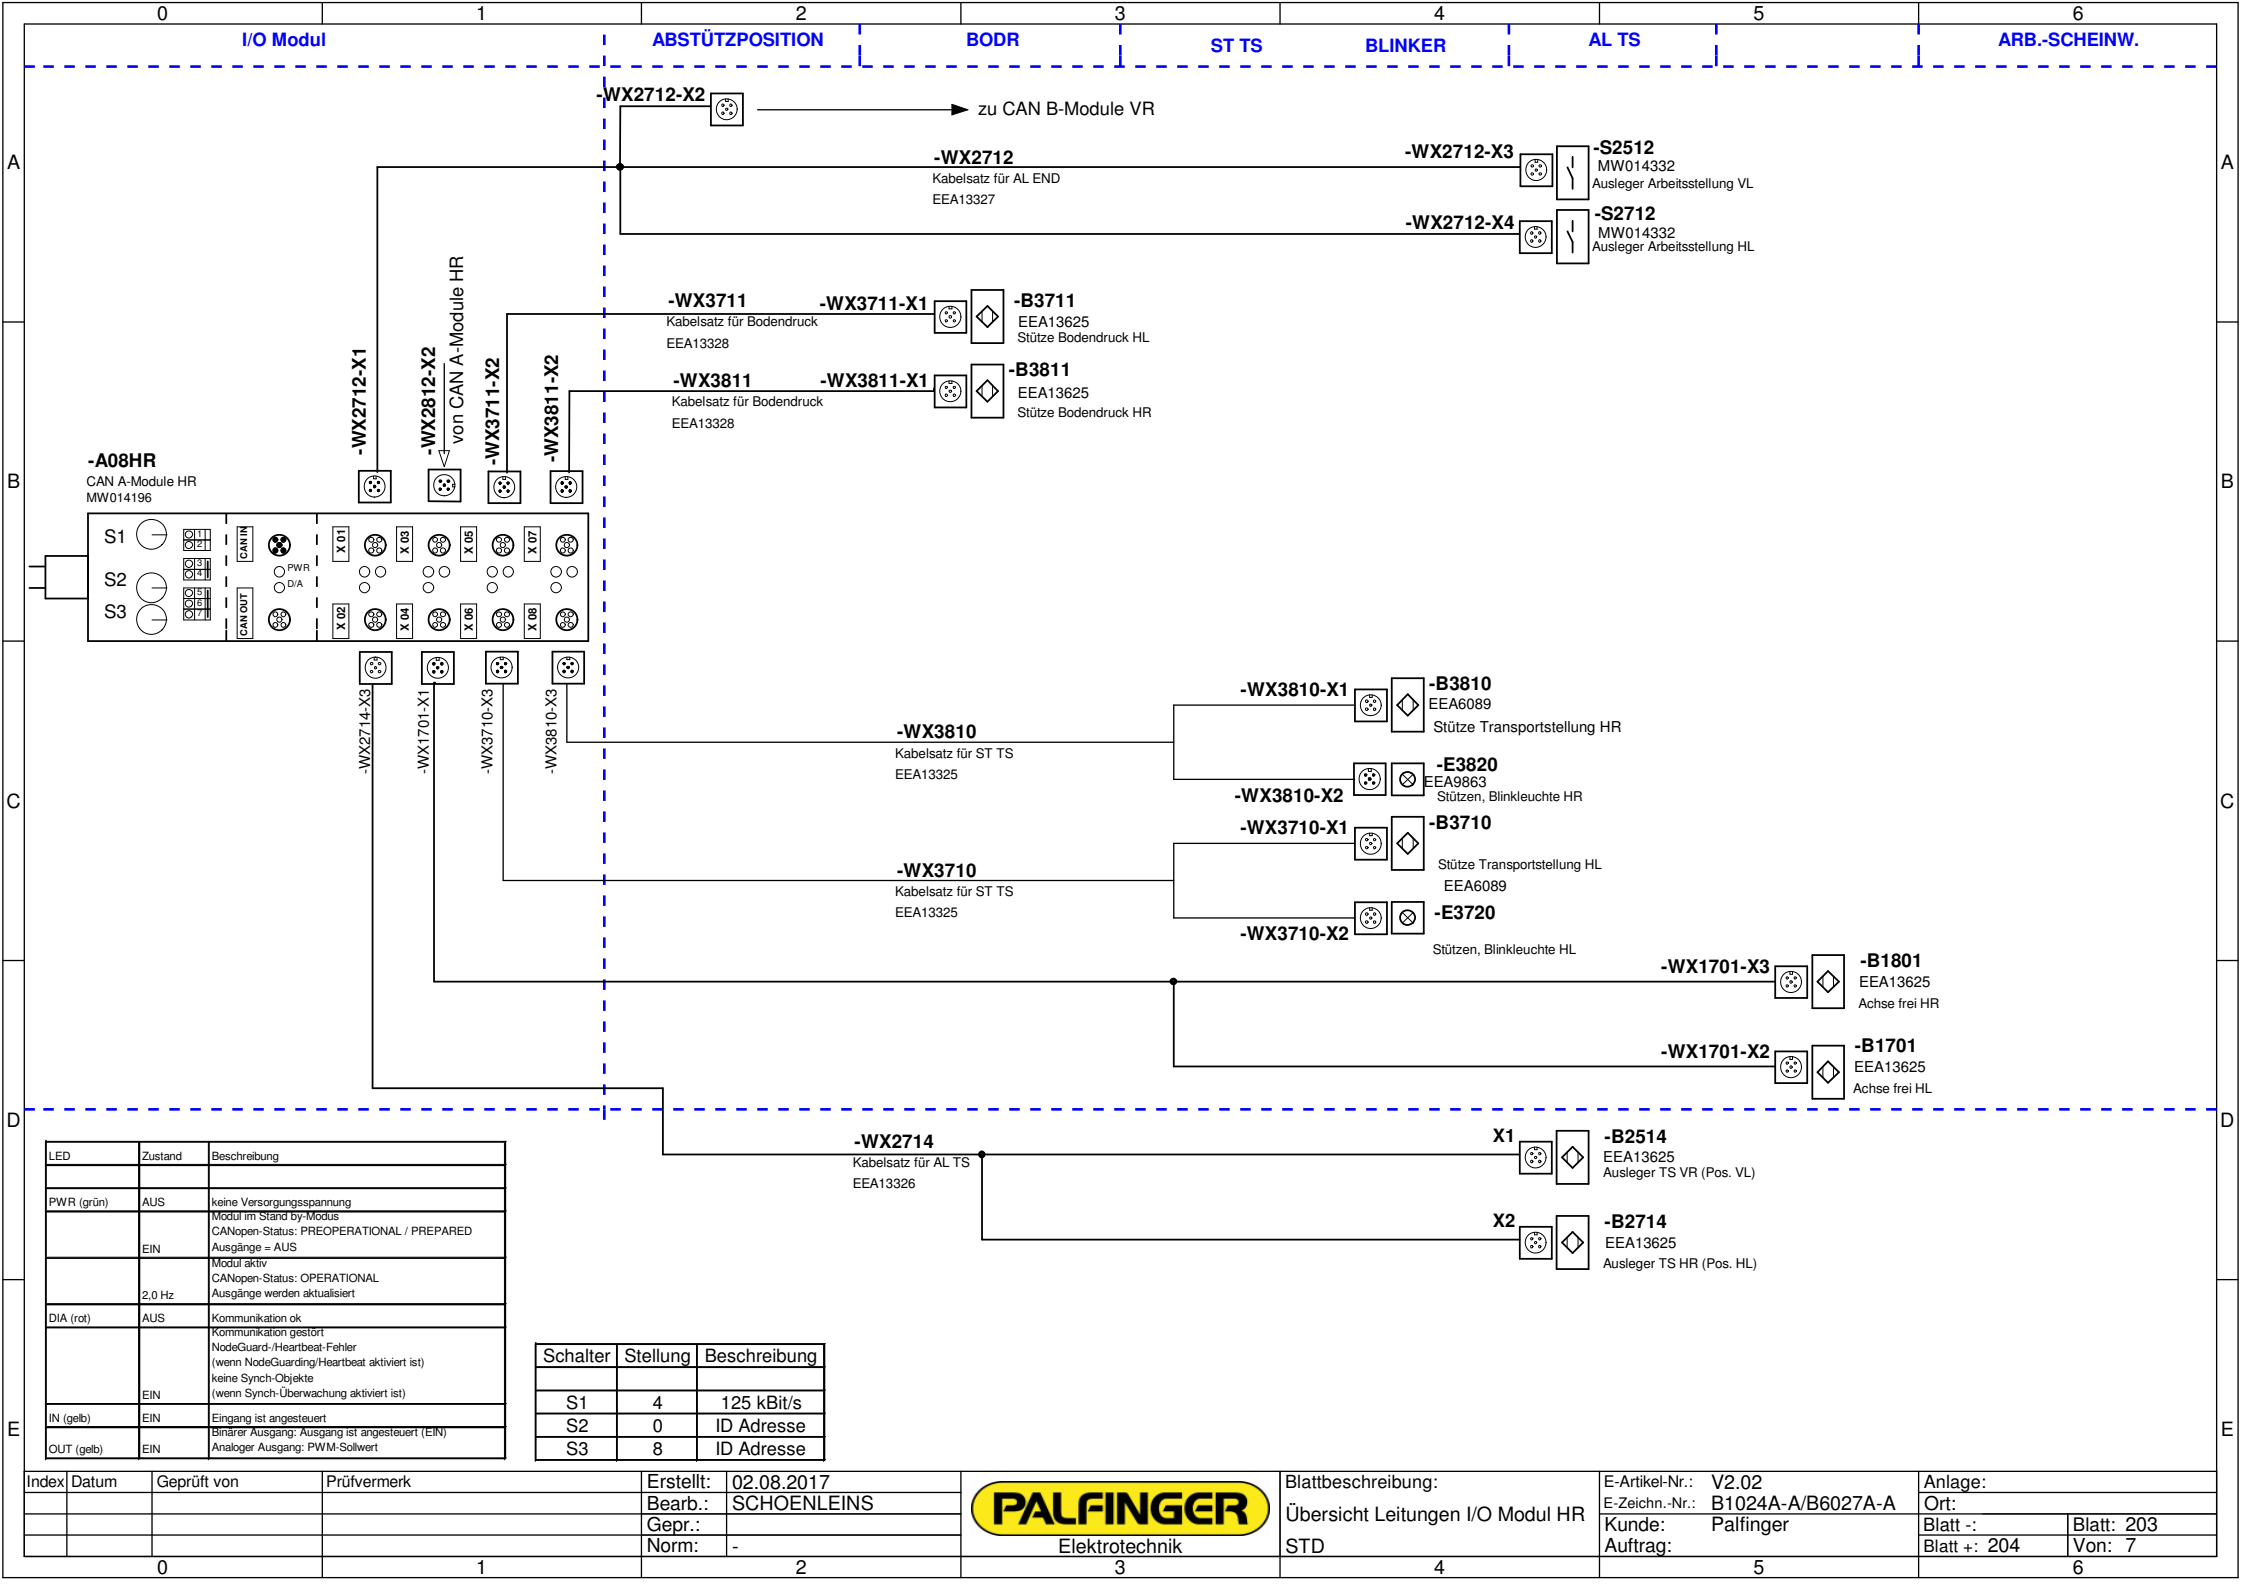 0 1 2 3 4 5 6
I/O Modul
ABSTÜTZPOSITION
BODR
ST TS
BLINKER
AL TS
ARB.-SCHEINW.
A
A
B
B
C
C
D
D
E
E
-WX2712-X2
zu CAN B-Module VR
-WX2712
Kabelsatz für AL END
EEA13327
-WX2712-X3
-S2512
MW014332
Ausleger Arbeitsstellung VL
-WX2712-X4
-S2712
MW014332
Ausleger Arbeitsstellung HL
-WX3711
Kabelsatz für Bodendruck
EEA13328
-WX3711-X1
-B3711
EEA13625
Stütze Bodendruck HL
-WX3811
Kabelsatz für Bodendruck
EEA13328
-WX3811-X1
-B3811
EEA13625
Stütze Bodendruck HR
-WX2712-X1
-WX2812-X2
von CAN A-Module HR
-WX3711-X2
-WX3811-X2
-A08HR
CAN A-Module HR
MW014196
S1
S2
S3
1
2
3
4
5
6
7
CAN IN
CAN OUT
PWR
D/A
X 01
X 03
X 05
X 07
X 02
X 04
X 06
X 08
-WX2714-X3
-WX1701-X1
-WX3710-X3
-WX3810-X3
-WX3810
Kabelsatz für ST TS
EEA13325
-WX3810-X1
-B3810
EEA6089
Stütze Transportstellung HR
-WX3810-X2
-E3820
EEA9863
Stützen, Blinkleuchte HR
-WX3710
Kabelsatz für ST TS
EEA13325
-WX3710-X1
-B3710
Stütze Transportstellung HL
EEA6089
-WX3710-X2
-E3720
Stützen, Blinkleuchte HL
-WX1701-X3
-B1801
EEA13625
Achse frei HR
-WX1701-X2
-B1701
EEA13625
Achse frei HL
-WX2714
Kabelsatz für AL TS
EEA13326
X1
-B2514
EEA13625
Ausleger TS VR (Pos. VL)
X2
-B2714
EEA13625
Ausleger TS HR (Pos. HL)
LED Zustand Beschreibung
PWR (grün) AUS keine Versorgungsspannung
Modul im Stand by-Modus
CANopen-Status: PREOPERATIONAL / PREPARED
EIN Ausgänge = AUS
Modul aktiv
CANopen-Status: OPERATIONAL
2,0 Hz Ausgänge werden aktualisiert
DIA (rot) AUS Kommunikation ok
Kommunikation gestört
NodeGuard-/Heartbeat-Fehler
(wenn NodeGuarding/Heartbeat aktiviert ist)
keine Synch-Objekte
EIN (wenn Synch-Überwachung aktiviert ist)
IN (gelb) EIN Eingang ist angesteuert
Binärer Ausgang: Ausgang ist angesteuert (EIN)
OUT (gelb) EIN Analoger Ausgang: PWM-Sollwert
Schalter Stellung Beschreibung
S1 4 125 kBit/s
S2 0 ID Adresse
S3 8 ID Adresse
Index Datum Geprüft von Prüfvermerk
Erstellt: 02.08.2017
Bearb.: SCHOENLEINS
Gepr.:
Norm: -
PALFINGER
Elektrotechnik
Blattbeschreibung:
Übersicht Leitungen I/O Modul HR
STD
E-Artikel-Nr.: V2.02
E-Zeichn.-Nr.: B1024A-A/B6027A-A
Kunde: Palfinger
Auftrag:
Anlage:
Ort:
Blatt -: Blatt: 203
Blatt +: 204 Von: 7
0 1 2 3 4 5 6